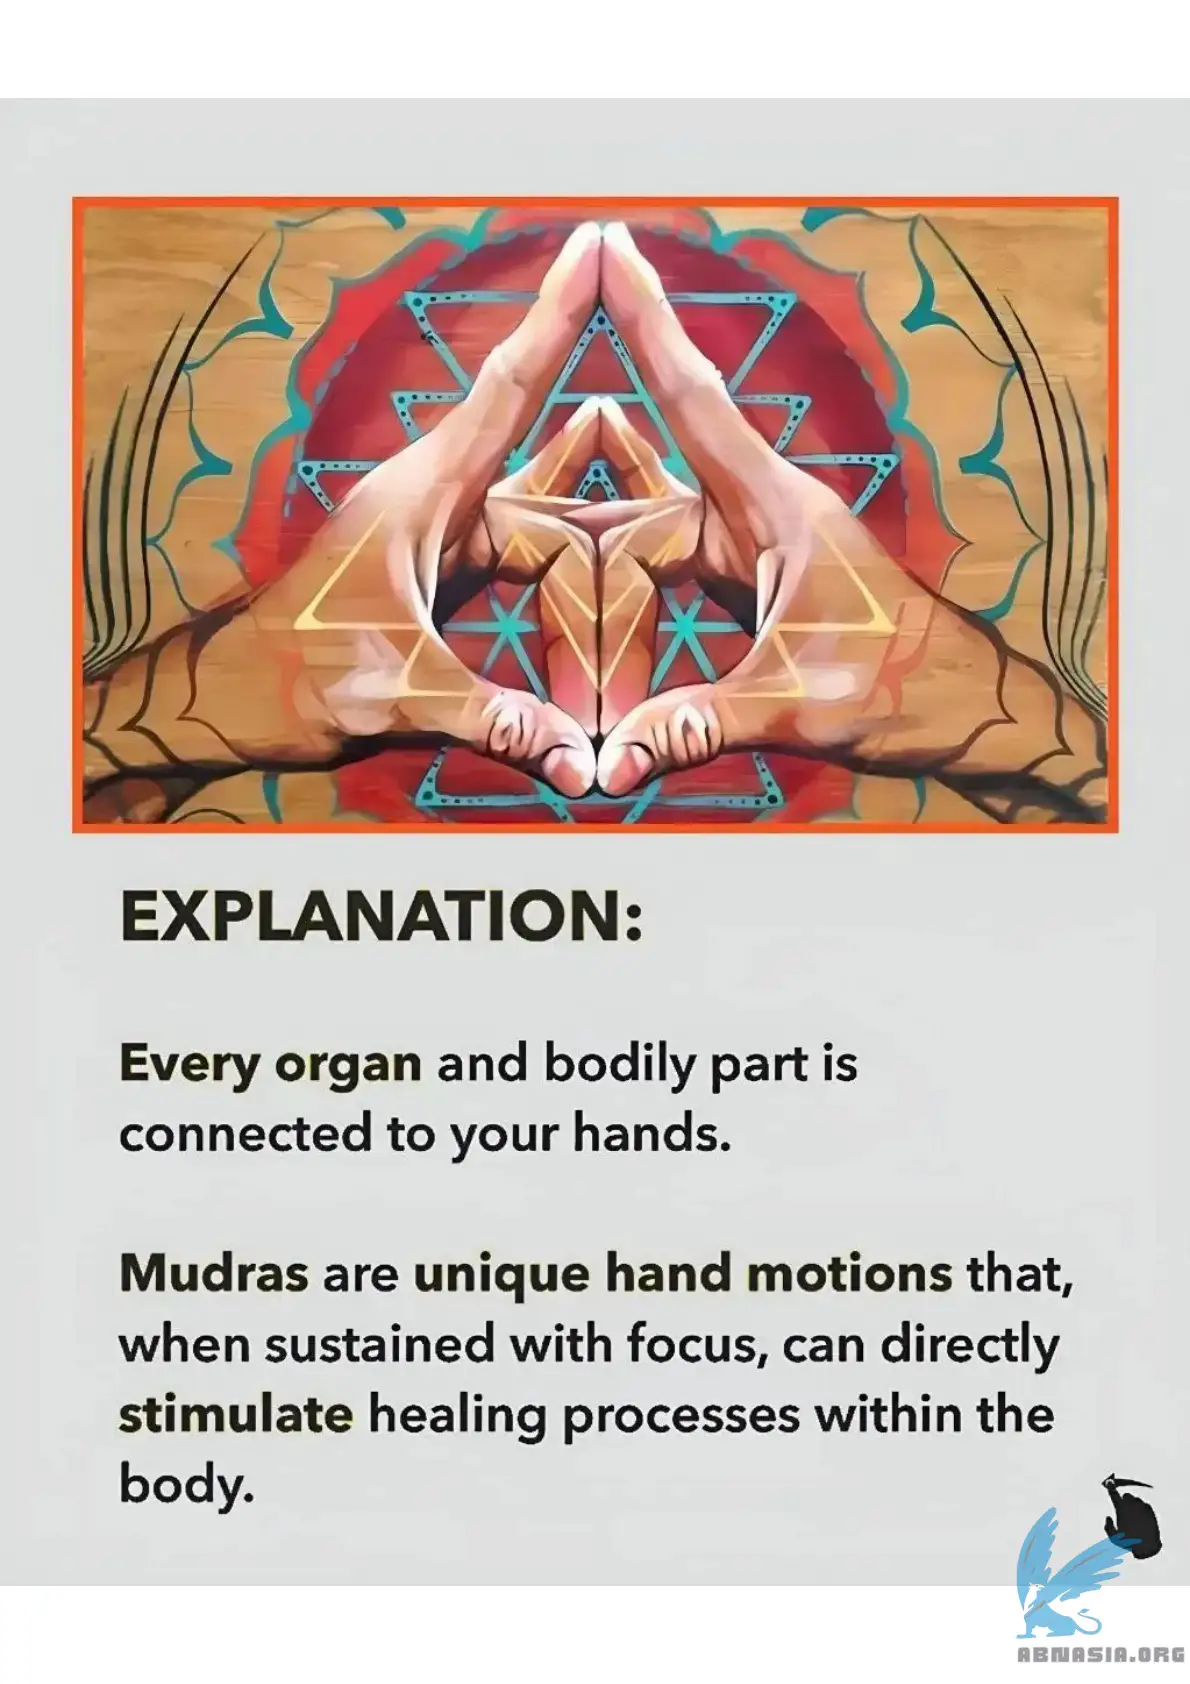 EXPLANATION:
Every organ and bodily part is
connected to your hands.
Mudras are unique hand motions that,
when sustained with focus, can directly
stimulate healing processes within the
body.
ABNASIA.ORG